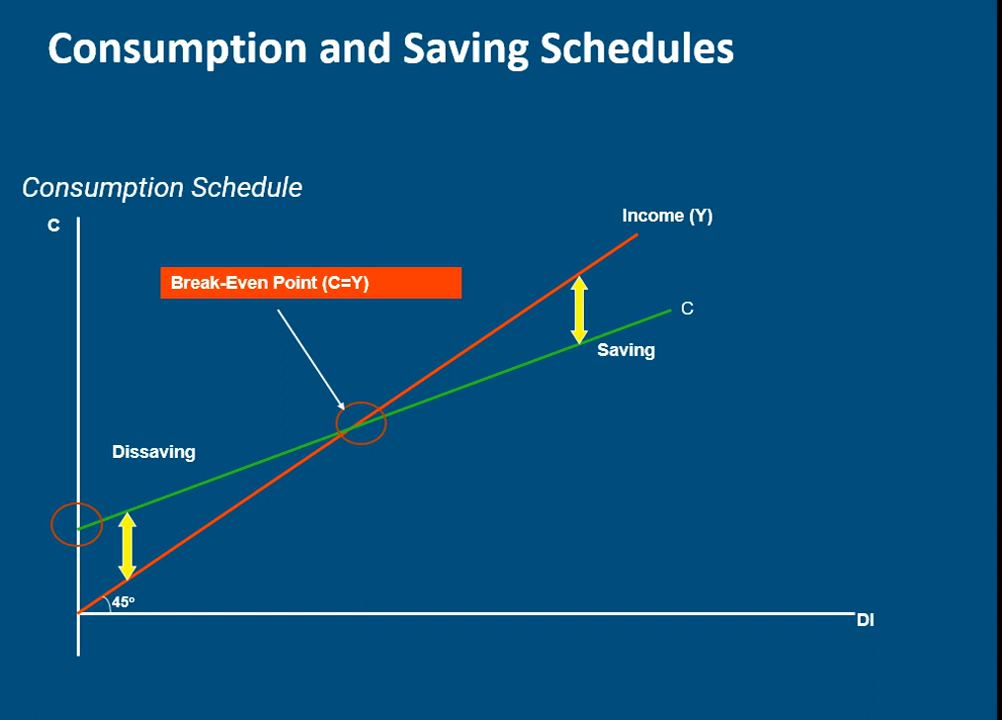 Consumption and Saving Schedules
Consumption Schedule
C
Income (Y)
Break-Even Point (C=Y)
C
Saving
Dissaving
45º
DI